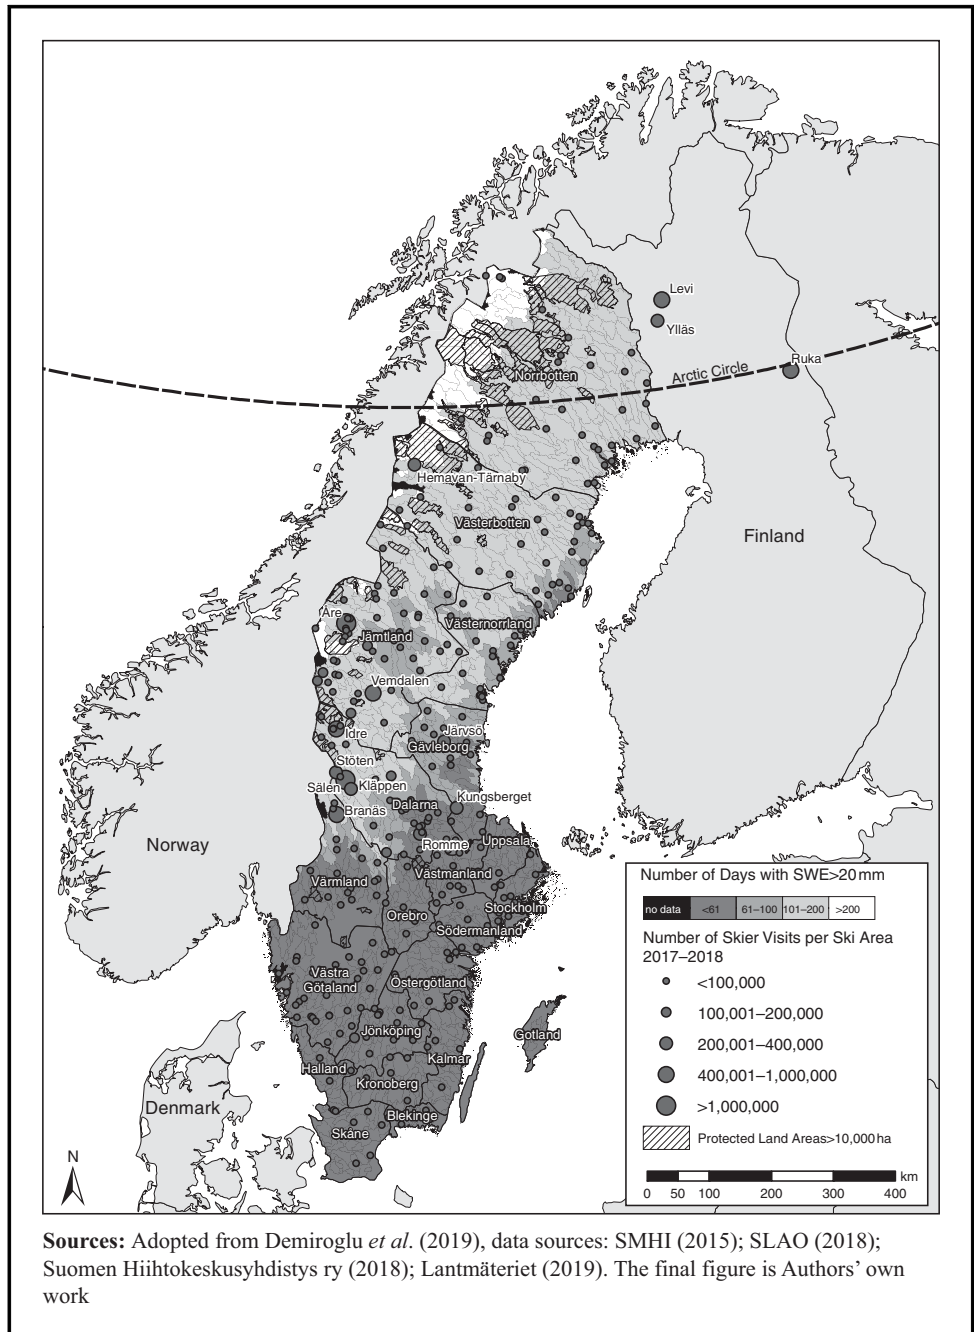 Levi
Ylläs
Ruka
Arctic Circle
Norrbotten
Hemavan-Tärnaby
Västerbotten
Finland
Åre
Jämtland
Västernorrland
Vemdalen
Idre
Järvsö
Gävleborg
Stöten
Sälen
Kläppen
Kungsberget
Dalarna
Branäs
Norway
Romme
Uppsala
Värmland
Västmanland
Örebro
Stockholm
Södermanland
Västra
Götaland
Östergötland
Jönköping
Gotland
Halland
Kalmar
Kronoberg
Denmark
Blekinge
Skåne
N
Number of Days with SWE>20 mm
no data <61 61–100 101–200 >200
Number of Skier Visits per Ski Area
2017–2018
<100,000
100,001–200,000
200,001–400,000
400,001–1,000,000
>1,000,000
Protected Land Areas>10,000 ha
km
0 50 100 200 300 400
Sources: Adopted from Demiroglu et al. (2019), data sources: SMHI (2015); SLAO (2018);
Suomen Hiihtokeskusyhdistys ry (2018); Lantmäteriet (2019). The final figure is Authors’ own
work